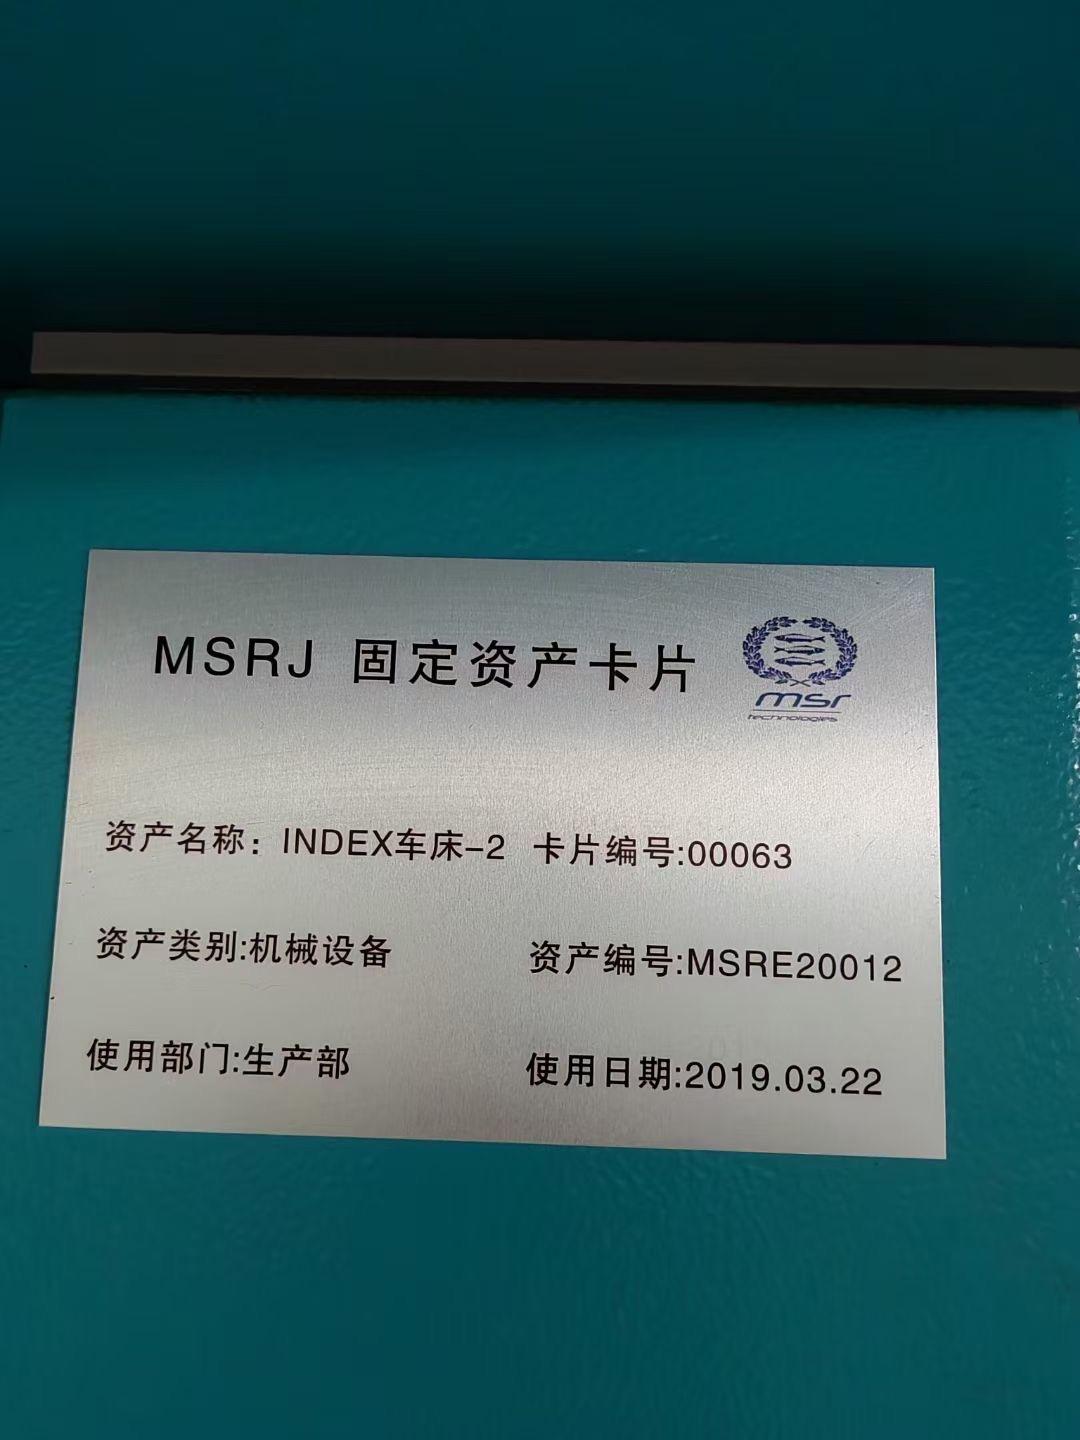 MSRJ 固定资产卡片
msr
technologies
资产名称：INDEX车床-2 卡片编号:00063
资产类别:机械设备 资产编号:MSRE20012
使用部门:生产部 使用日期:2019.03.22